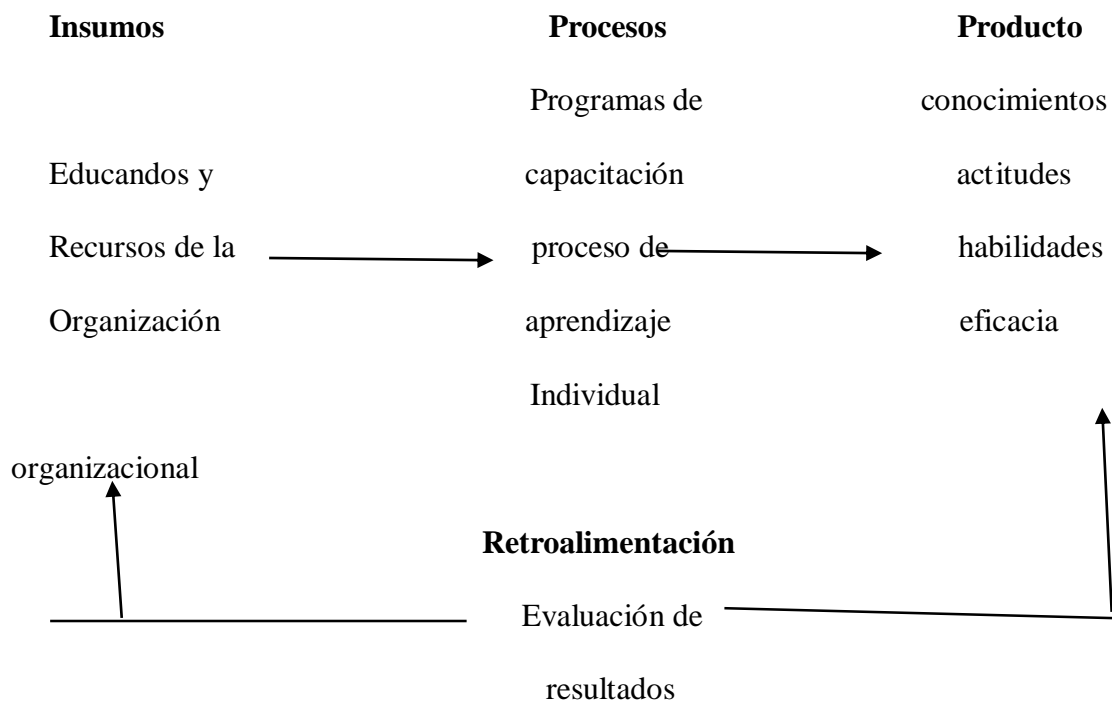 Insumos Procesos Producto
Programas de conocimientos
Educandos y capacitación actitudes
Recursos de la proceso de habilidades
Organización aprendizaje eficacia
Individual
organizacional
Retroalimentación
Evaluación de
resultados